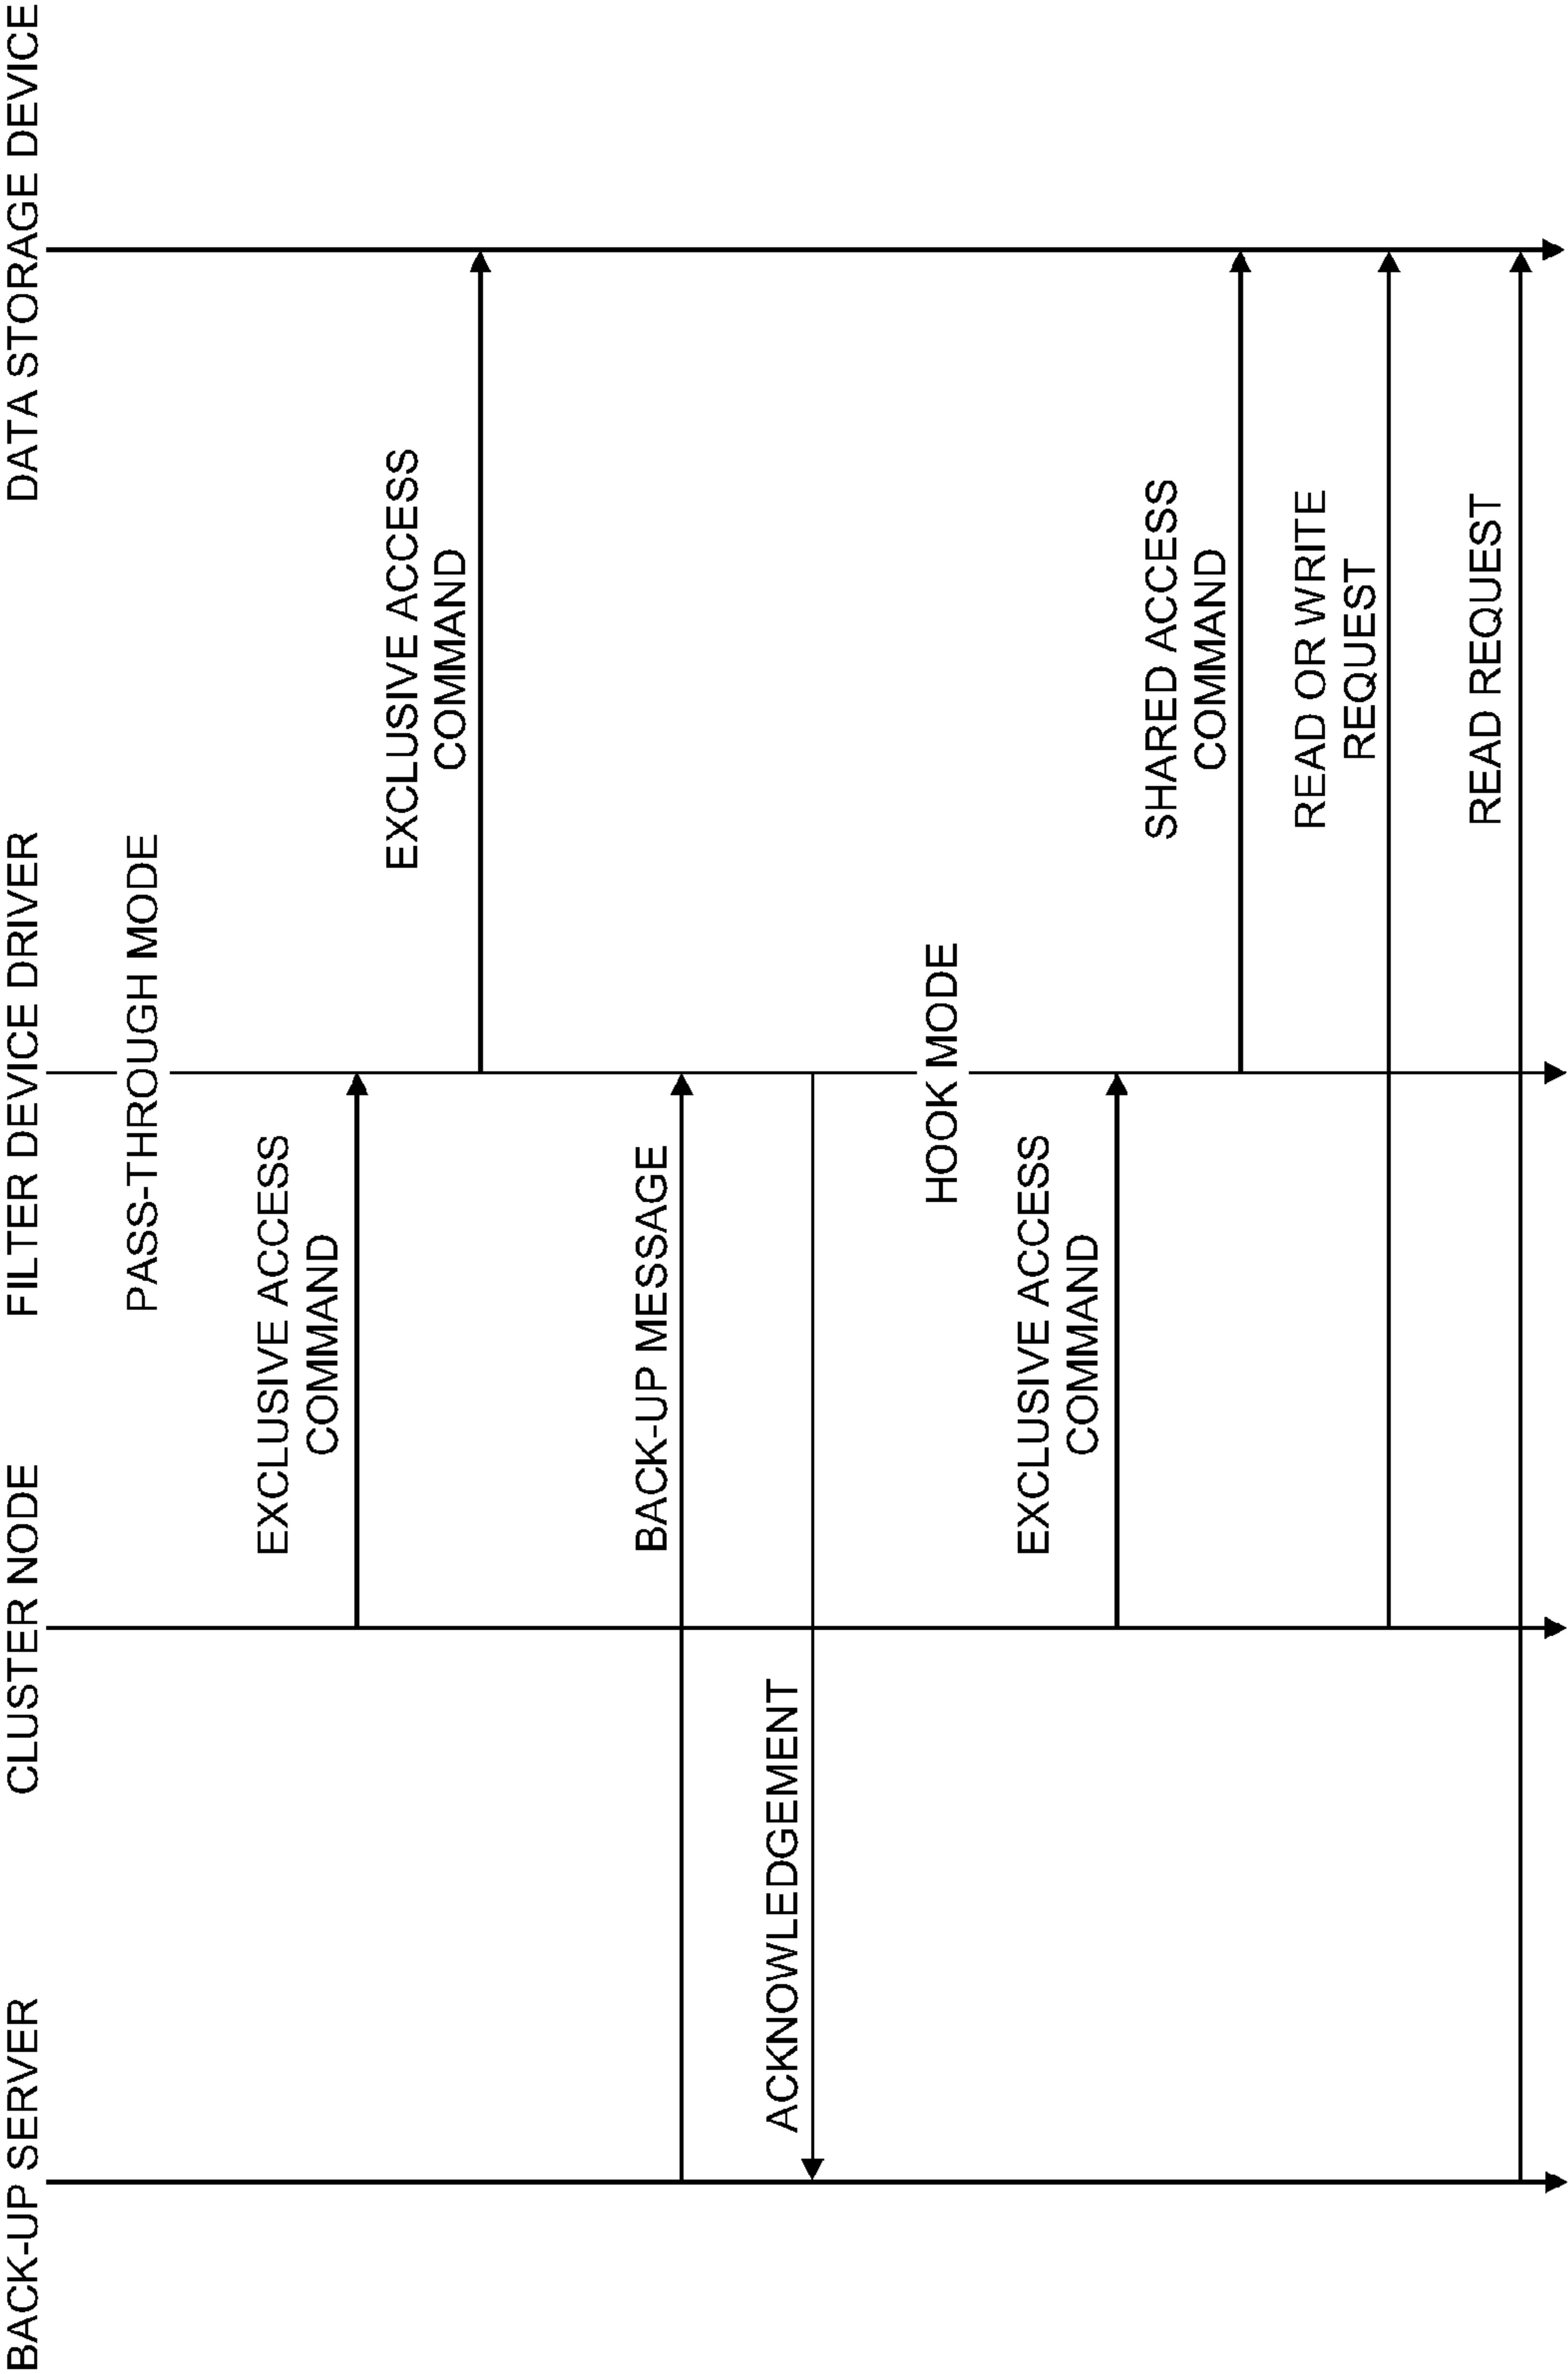 BACK-UP SERVER
CLUSTER NODE
FILTER DEVICE DRIVER
DATA STORAGE DEVICE
PASS-THROUGH MODE
EXCLUSIVE ACCESS
COMMAND
EXCLUSIVE ACCESS
COMMAND
BACK-UP MESSAGE
ACKNOWLEDGEMENT
HOOK MODE
EXCLUSIVE ACCESS
COMMAND
SHARED ACCESS
COMMAND
READ OR WRITE
REQUEST
READ REQUEST